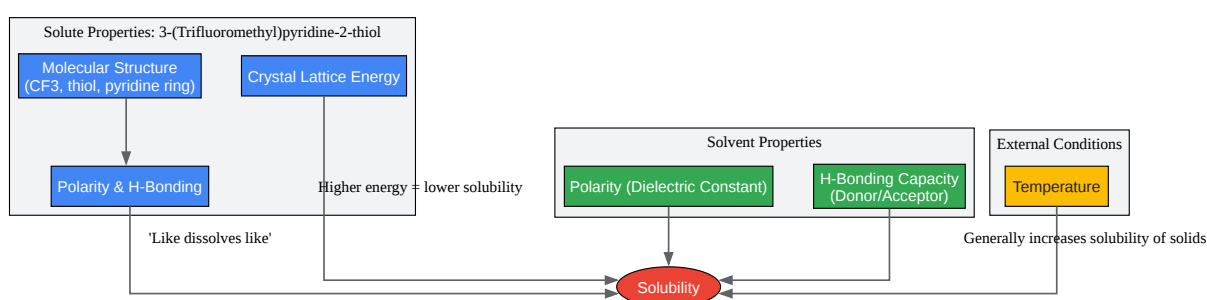 Solute Properties: 3-(Trifluoromethyl)pyridine-2-thiol
Molecular Structure
(CF3, thiol, pyridine ring)
Crystal Lattice Energy
Polarity & H-Bonding
Higher energy = lower solubility
'Like dissolves like'
Solvent Properties
Polarity (Dielectric Constant)
H-Bonding Capacity
(Donor/Acceptor)
External Conditions
Temperature
Generally increases solubility of solids
Solubility